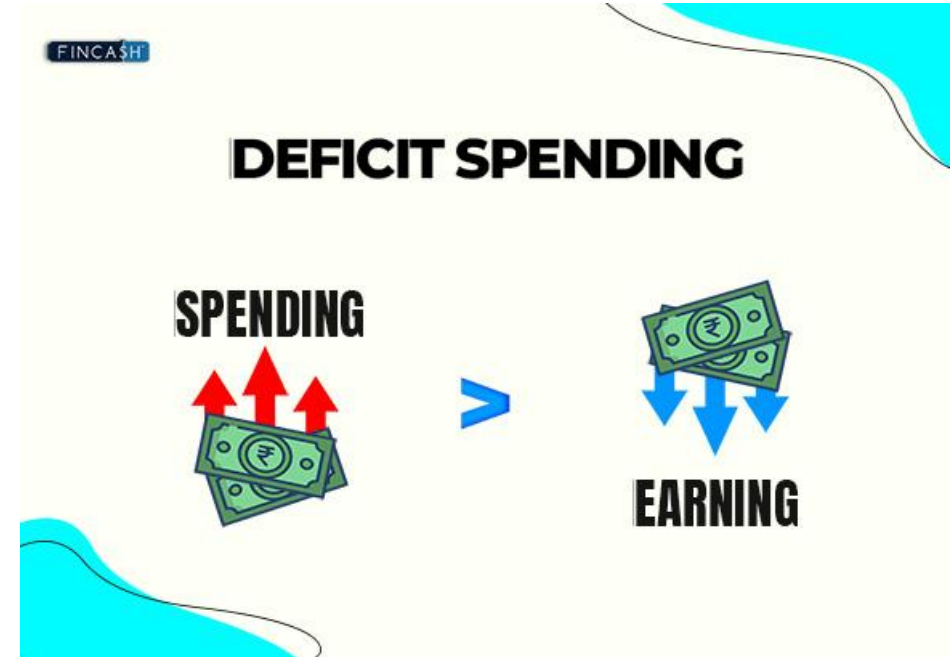 FINCASH
DEFICIT SPENDING
SPENDING
₹
>
₹
EARNING